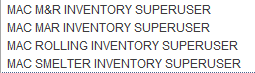 MAC M&R INVENTORY SUPERUSER
MAC MAR INVENTORY SUPERUSER
MAC ROLLING INVENTORY SUPERUSER
MAC SMELTER INVENTORY SUPERUSER